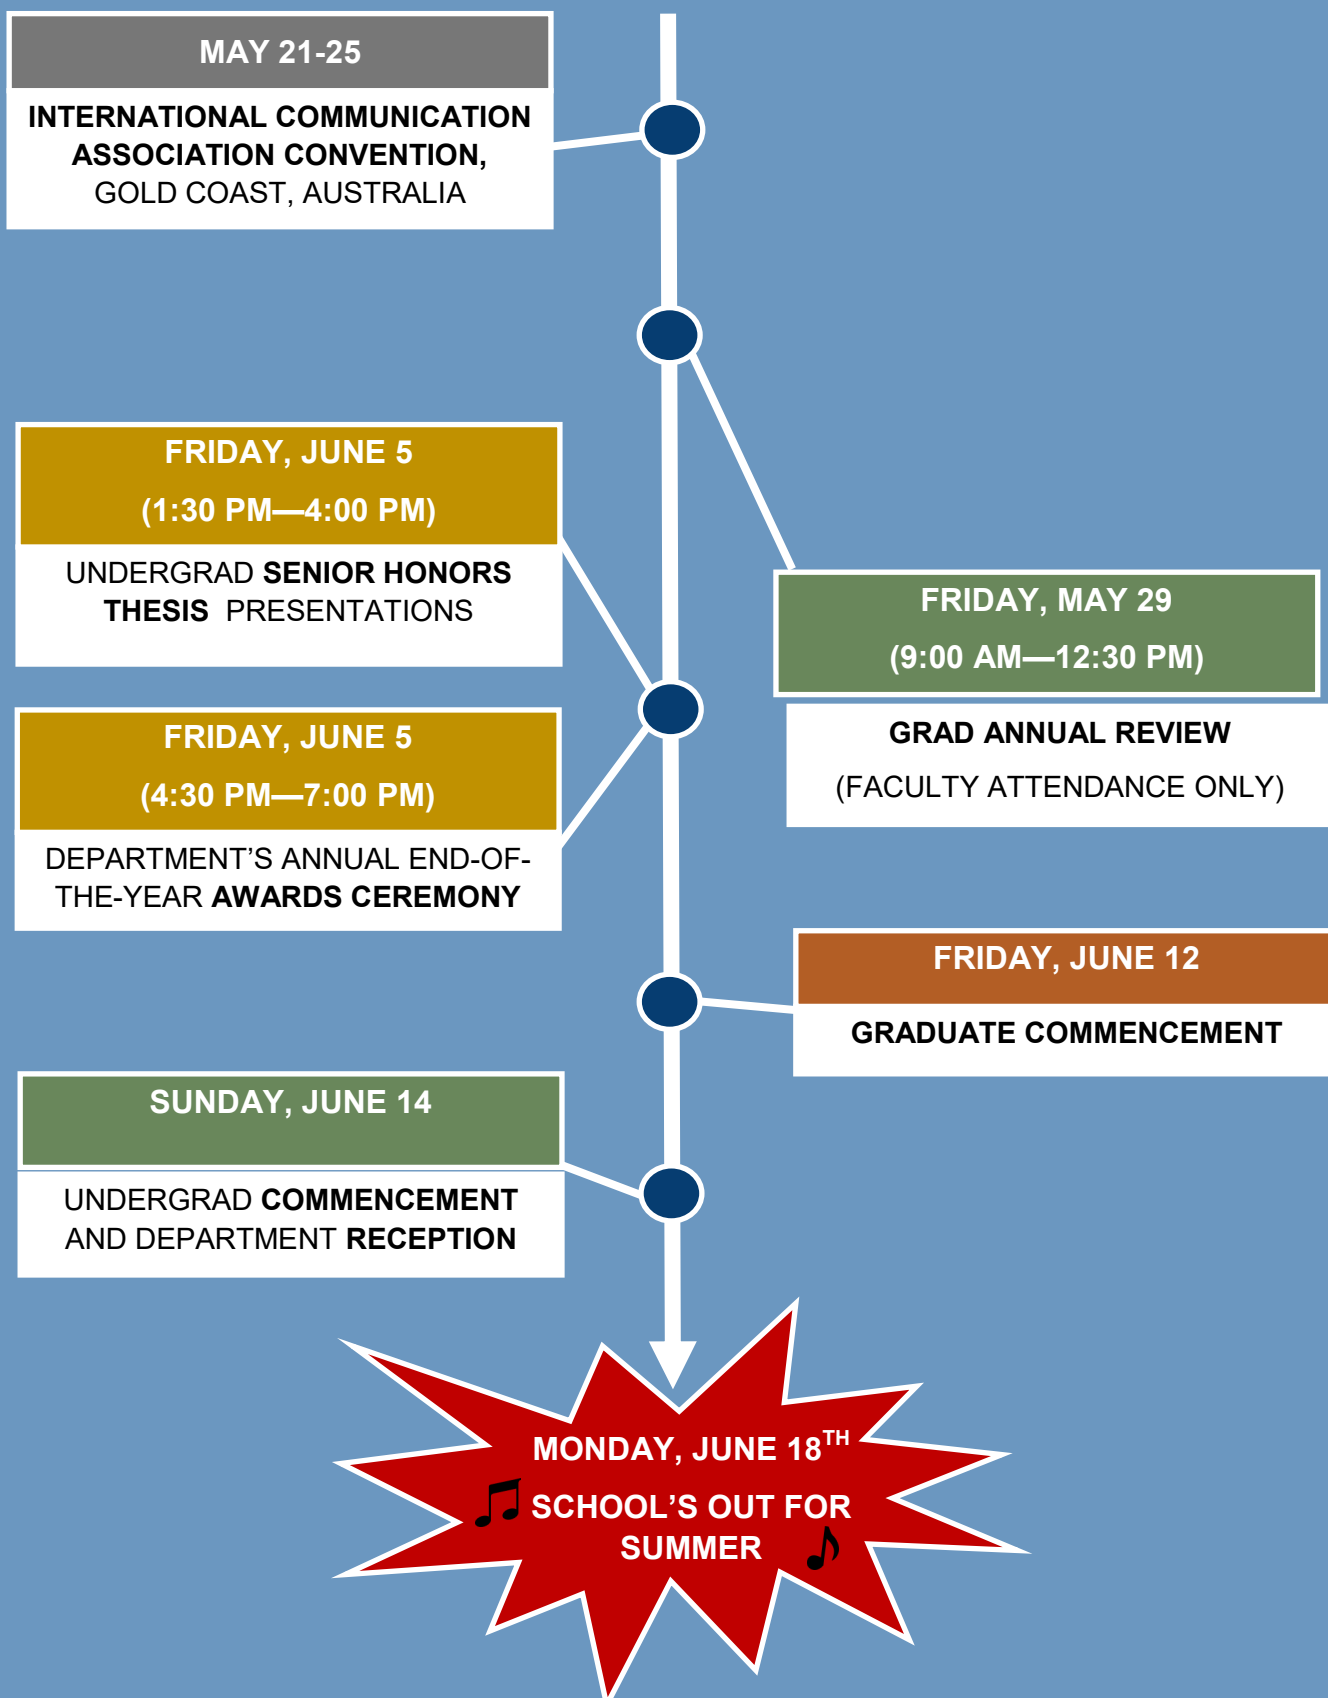 MAY 21-25
INTERNATIONAL COMMUNICATION
ASSOCIATION CONVENTION,
GOLD COAST, AUSTRALIA
FRIDAY, MAY 29
(9:00 AM—12:30 PM)
GRAD ANNUAL REVIEW
(FACULTY ATTENDANCE ONLY)
FRIDAY, JUNE 5
(1:30 PM—4:00 PM)
UNDERGRAD SENIOR HONORS
THESIS PRESENTATIONS
FRIDAY, JUNE 5
(4:30 PM—7:00 PM)
DEPARTMENT’S ANNUAL END-OF-
THE-YEAR AWARDS CEREMONY
FRIDAY, JUNE 12
GRADUATE COMMENCEMENT
SUNDAY, JUNE 14
UNDERGRAD COMMENCEMENT
AND DEPARTMENT RECEPTION
MONDAY, JUNE 18TH
SCHOOL’S OUT FOR
SUMMER